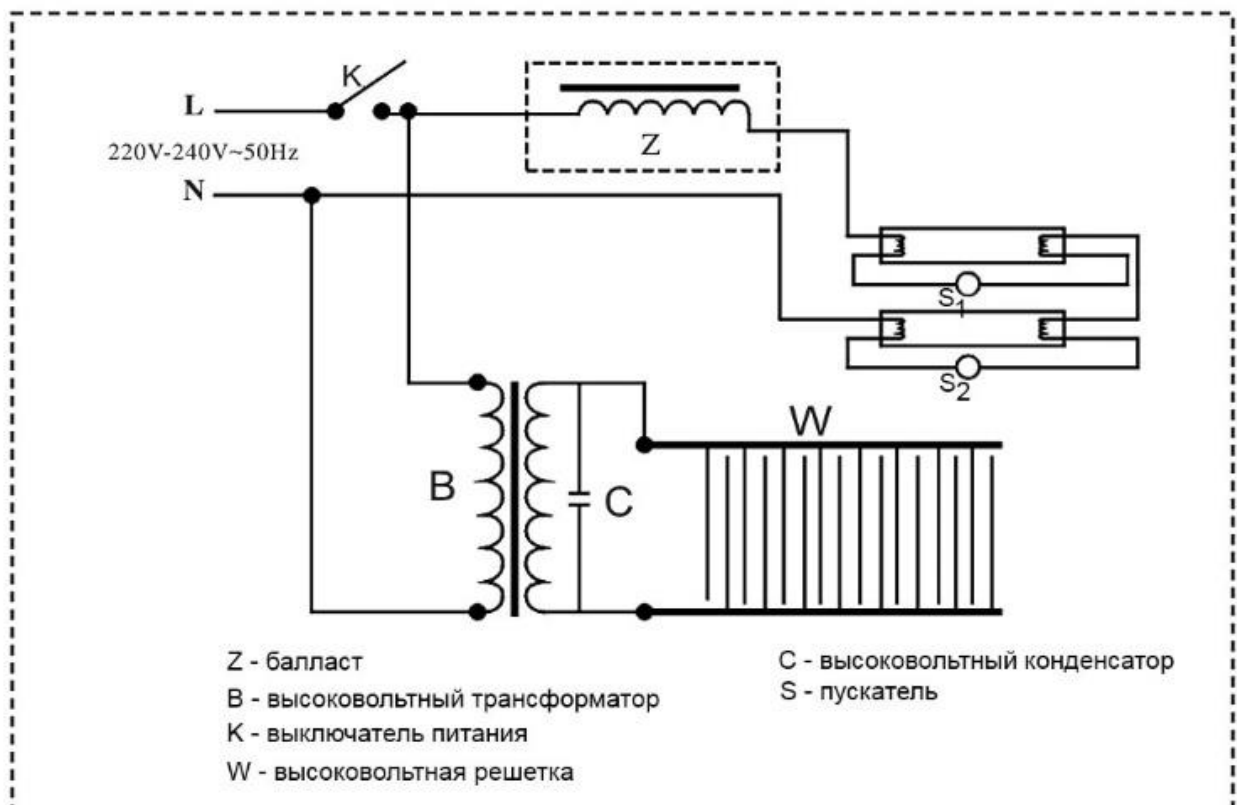 K
L
Z
220V-240V~50Hz
N
S1
S2
W
B
C
Z - балласт
B - высоковольтный трансформатор
K - выключатель питания
W - высоковольтная решетка
C - высоковольтный конденсатор
S - пускатель